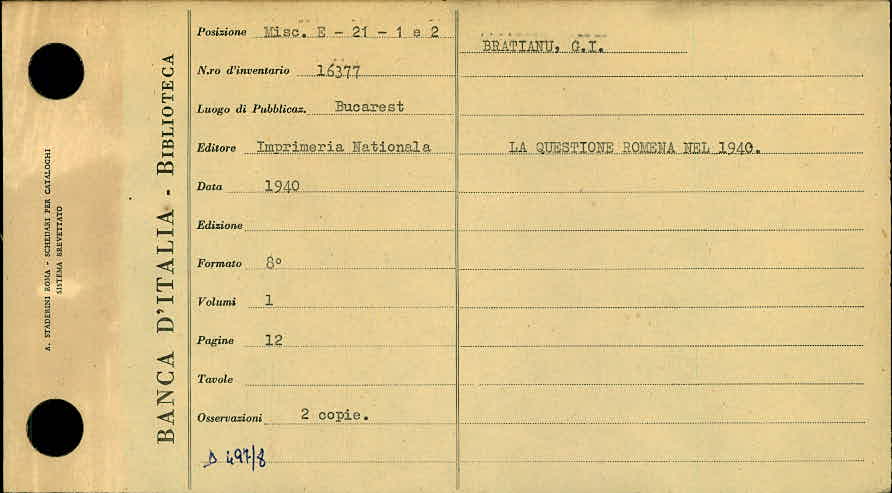 A. STADERINI ROMA - SCHEDARI PER CATALOGHI
SISTEMA BREVETTATO
BANCA D'ITALIA - BIBLIOTECA
Posizione Misc. E - 21 - 1 e 2
N.ro d'inventario 16377
Luogo di Pubblicaz. Bucarest
Editore Imprimeria Nationala
Data 1940
Edizione
Formato 8°
Volumi 1
Pagine 12
Tavole
Osservazioni 2 copie.
D 497/8
BRATIANU, G.I.
LA QUESTIONE ROMENA NEL 1940.